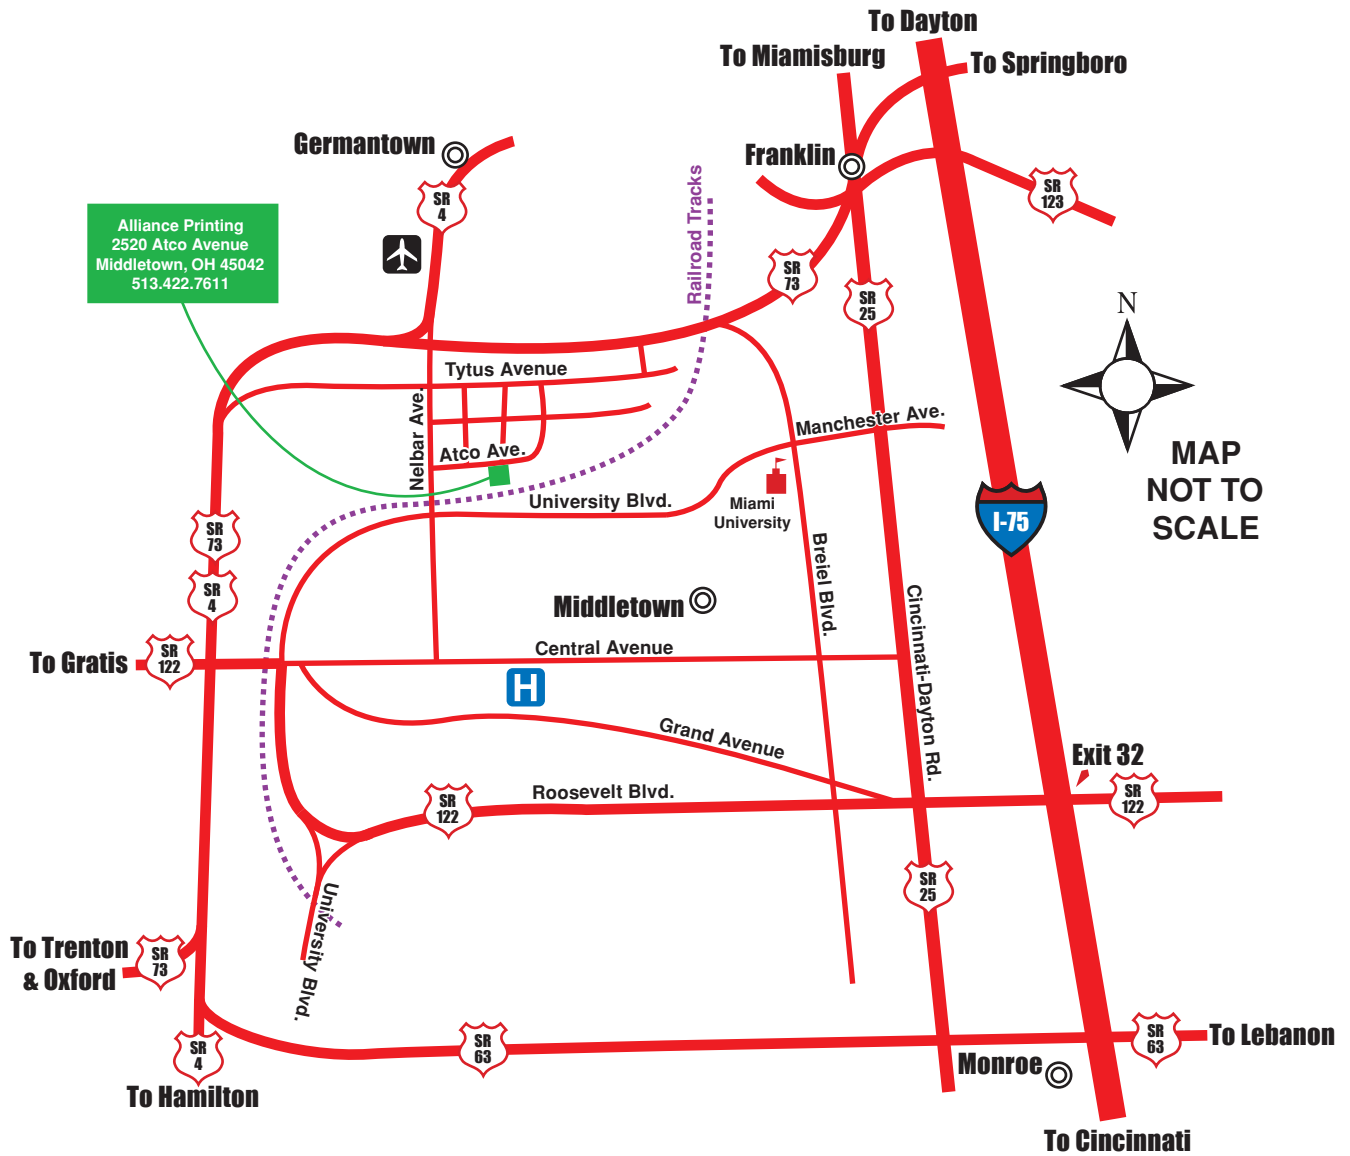 To Dayton
To Miamisburg
To Springboro
Germantown
Franklin
SR
4
SR
123
Railroad Tracks
Alliance Printing
2520 Atco Avenue
Middletown, OH 45042
513.422.7611
SR
73
SR
25
N
Tytus Avenue
Nelbar Ave.
Manchester Ave.
Atco Ave.
MAP
NOT TO
SCALE
University Blvd.
Miami
University
I-75
SR
73
SR
4
Breiel Blvd.
Middletown
Cincinnati-Dayton Rd.
To Gratis
SR
122
Central Avenue
H
Grand Avenue
Exit 32
Roosevelt Blvd.
SR
122
SR
122
SR
25
University Blvd.
To Trenton
& Oxford
SR
73
SR
4
To Hamilton
SR
63
SR
63
To Lebanon
Monroe
To Cincinnati